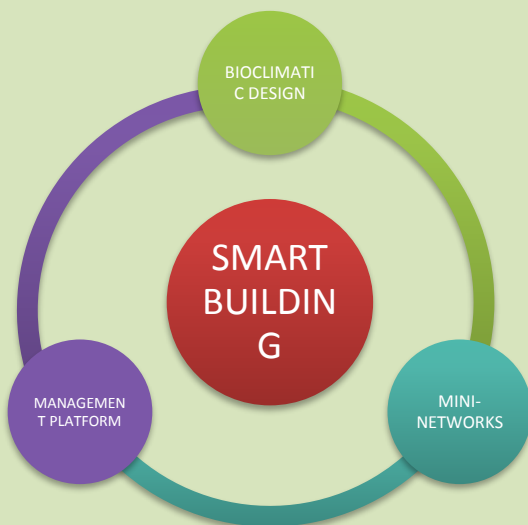 BIOCLIMATI
C DESIGN
SMART
BUILDIN
G
MANAGEMEN
T PLATFORM
MINI-
NETWORKS